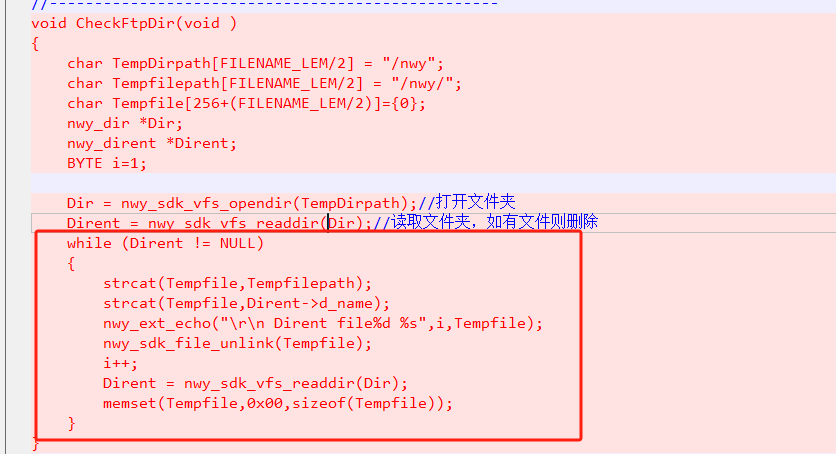 //--------------------------------------------------
void CheckFtpDir(void )
{
    char TempDirpath[FILENAME_LEM/2] = "/nwy";
    char Tempfilepath[FILENAME_LEM/2] = "/nwy/";
    char Tempfile[256+(FILENAME_LEM/2)]={0};
    nwy_dir *Dir;
    nwy_dirent *Dirent;
    BYTE i=1;
    Dir = nwy_sdk_vfs_opendir(TempDirpath);//打开文件夹
    Dirent = nwy_sdk_vfs_readdir(Dir);//读取文件夹，如有文件则删除
    while (Dirent != NULL)
    {
        strcat(Tempfile,Tempfilepath);
        strcat(Tempfile,Dirent->d_name);
        nwy_ext_echo("\r\n Dirent file%d %s",i,Tempfile);
        nwy_sdk_file_unlink(Tempfile);
        i++;
        Dirent = nwy_sdk_vfs_readdir(Dir);
        memset(Tempfile,0x00,sizeof(Tempfile));
    }
}